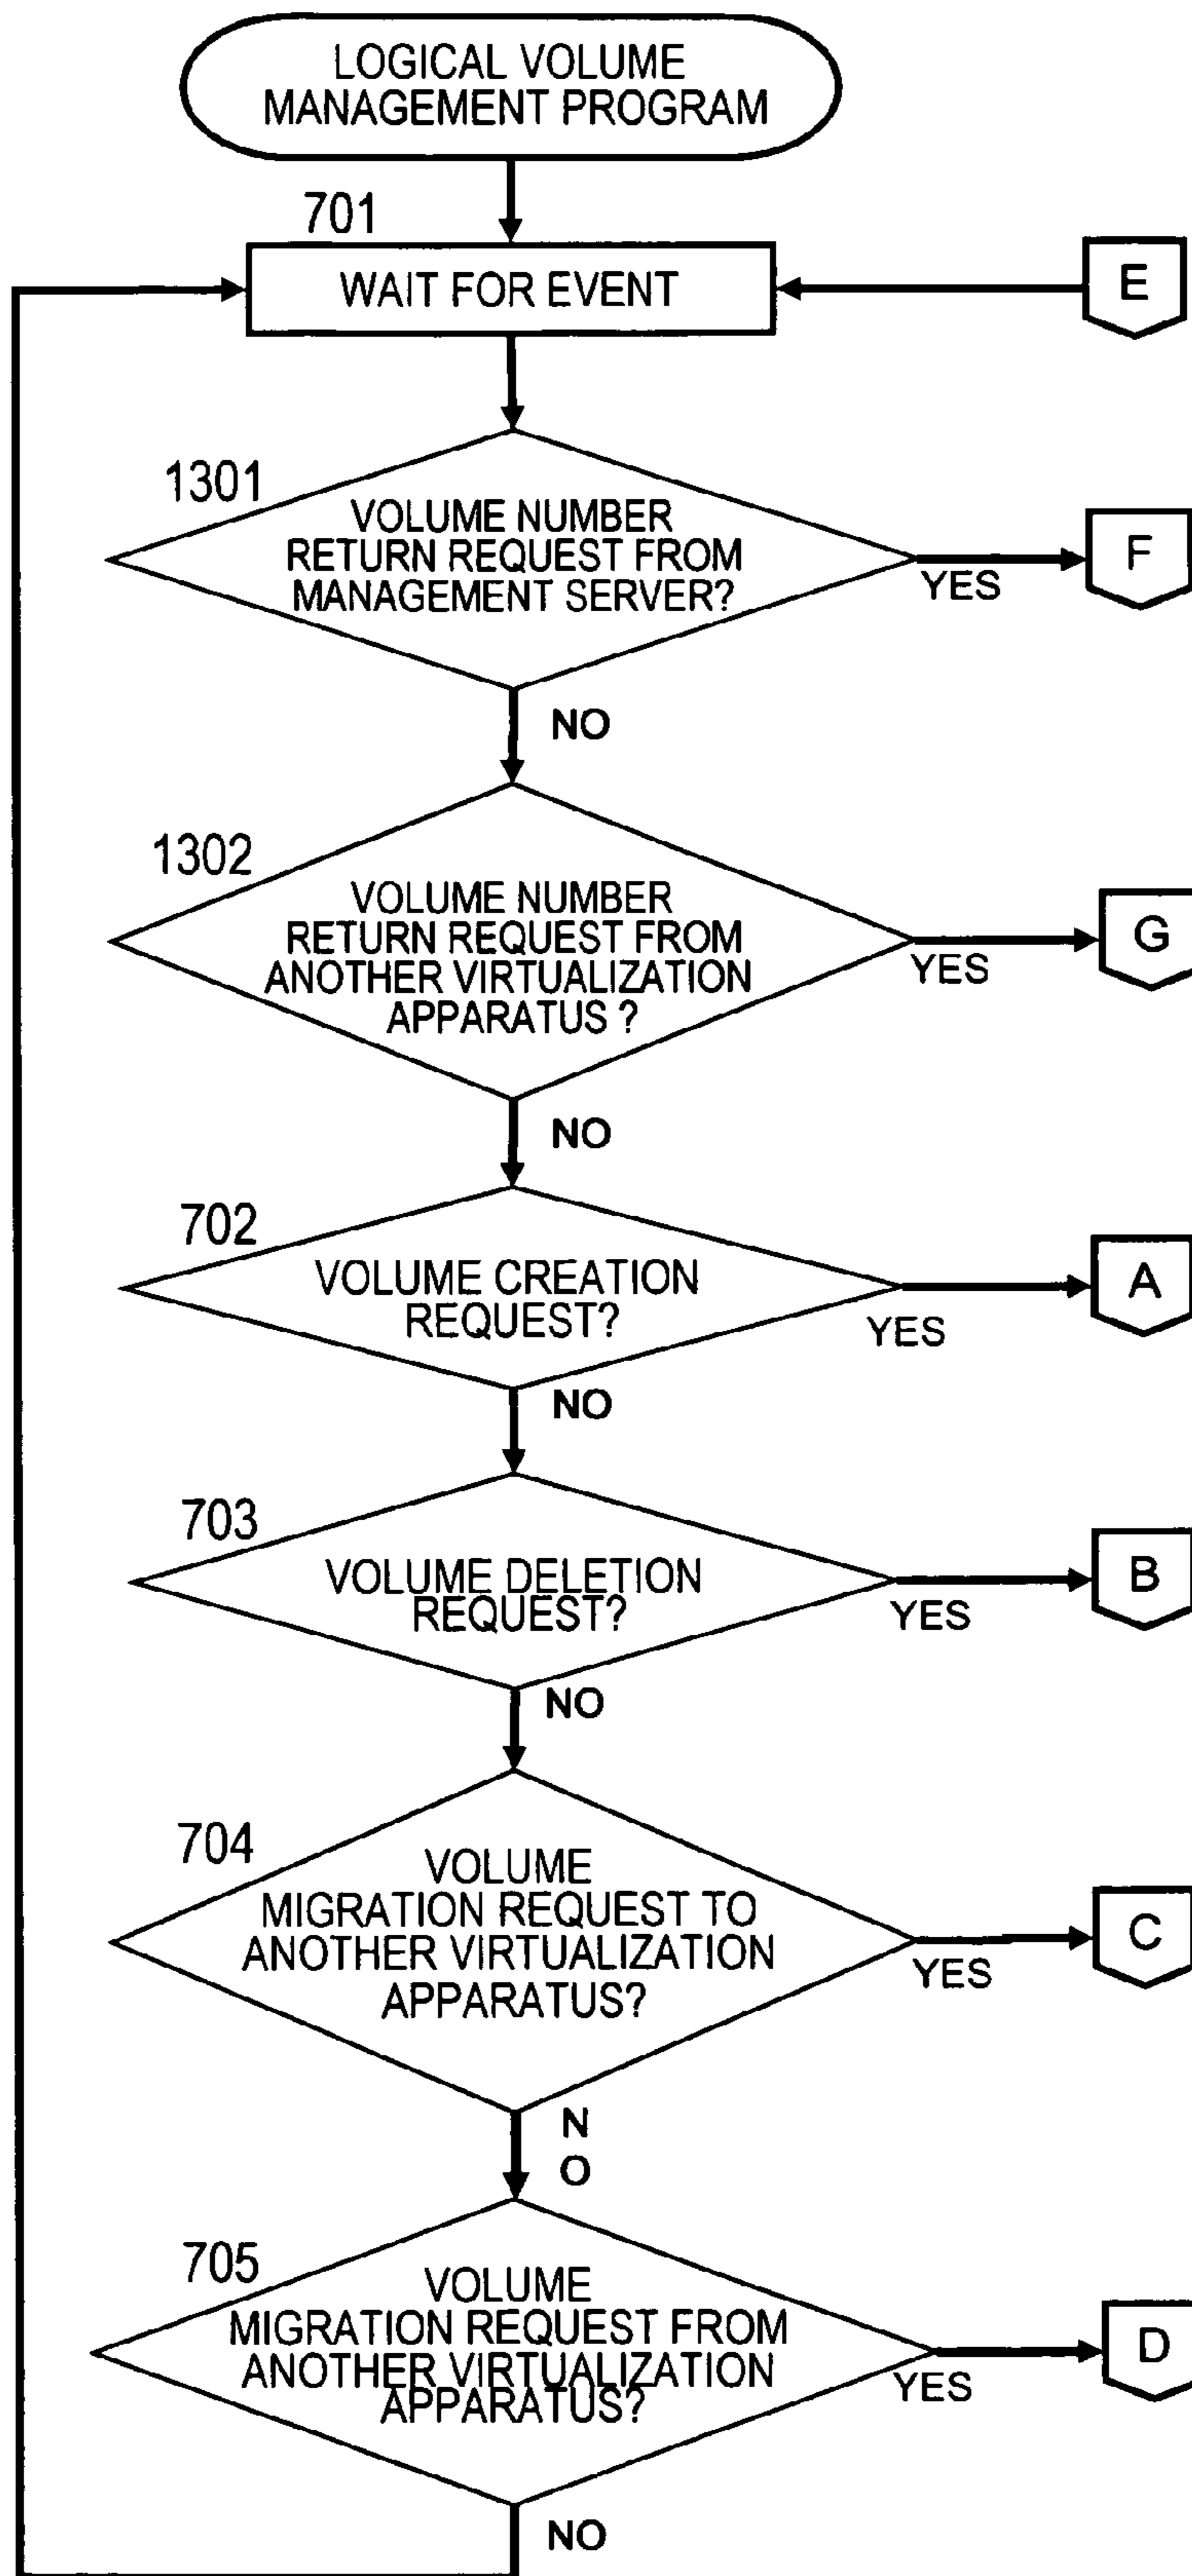 LOGICAL VOLUME
MANAGEMENT PROGRAM
701
WAIT FOR EVENT
E
1301
VOLUME NUMBER
RETURN REQUEST FROM
MANAGEMENT SERVER?
YES
F
NO
1302
VOLUME NUMBER
RETURN REQUEST FROM
ANOTHER VIRTUALIZATION
APPARATUS ?
YES
G
NO
702
VOLUME CREATION
REQUEST?
YES
A
NO
703
VOLUME DELETION
REQUEST?
YES
B
NO
704
VOLUME
MIGRATION REQUEST TO
ANOTHER VIRTUALIZATION
APPARATUS?
YES
C
N
O
705
VOLUME
MIGRATION REQUEST FROM
ANOTHER VIRTUALIZATION
APPARATUS?
YES
D
NO